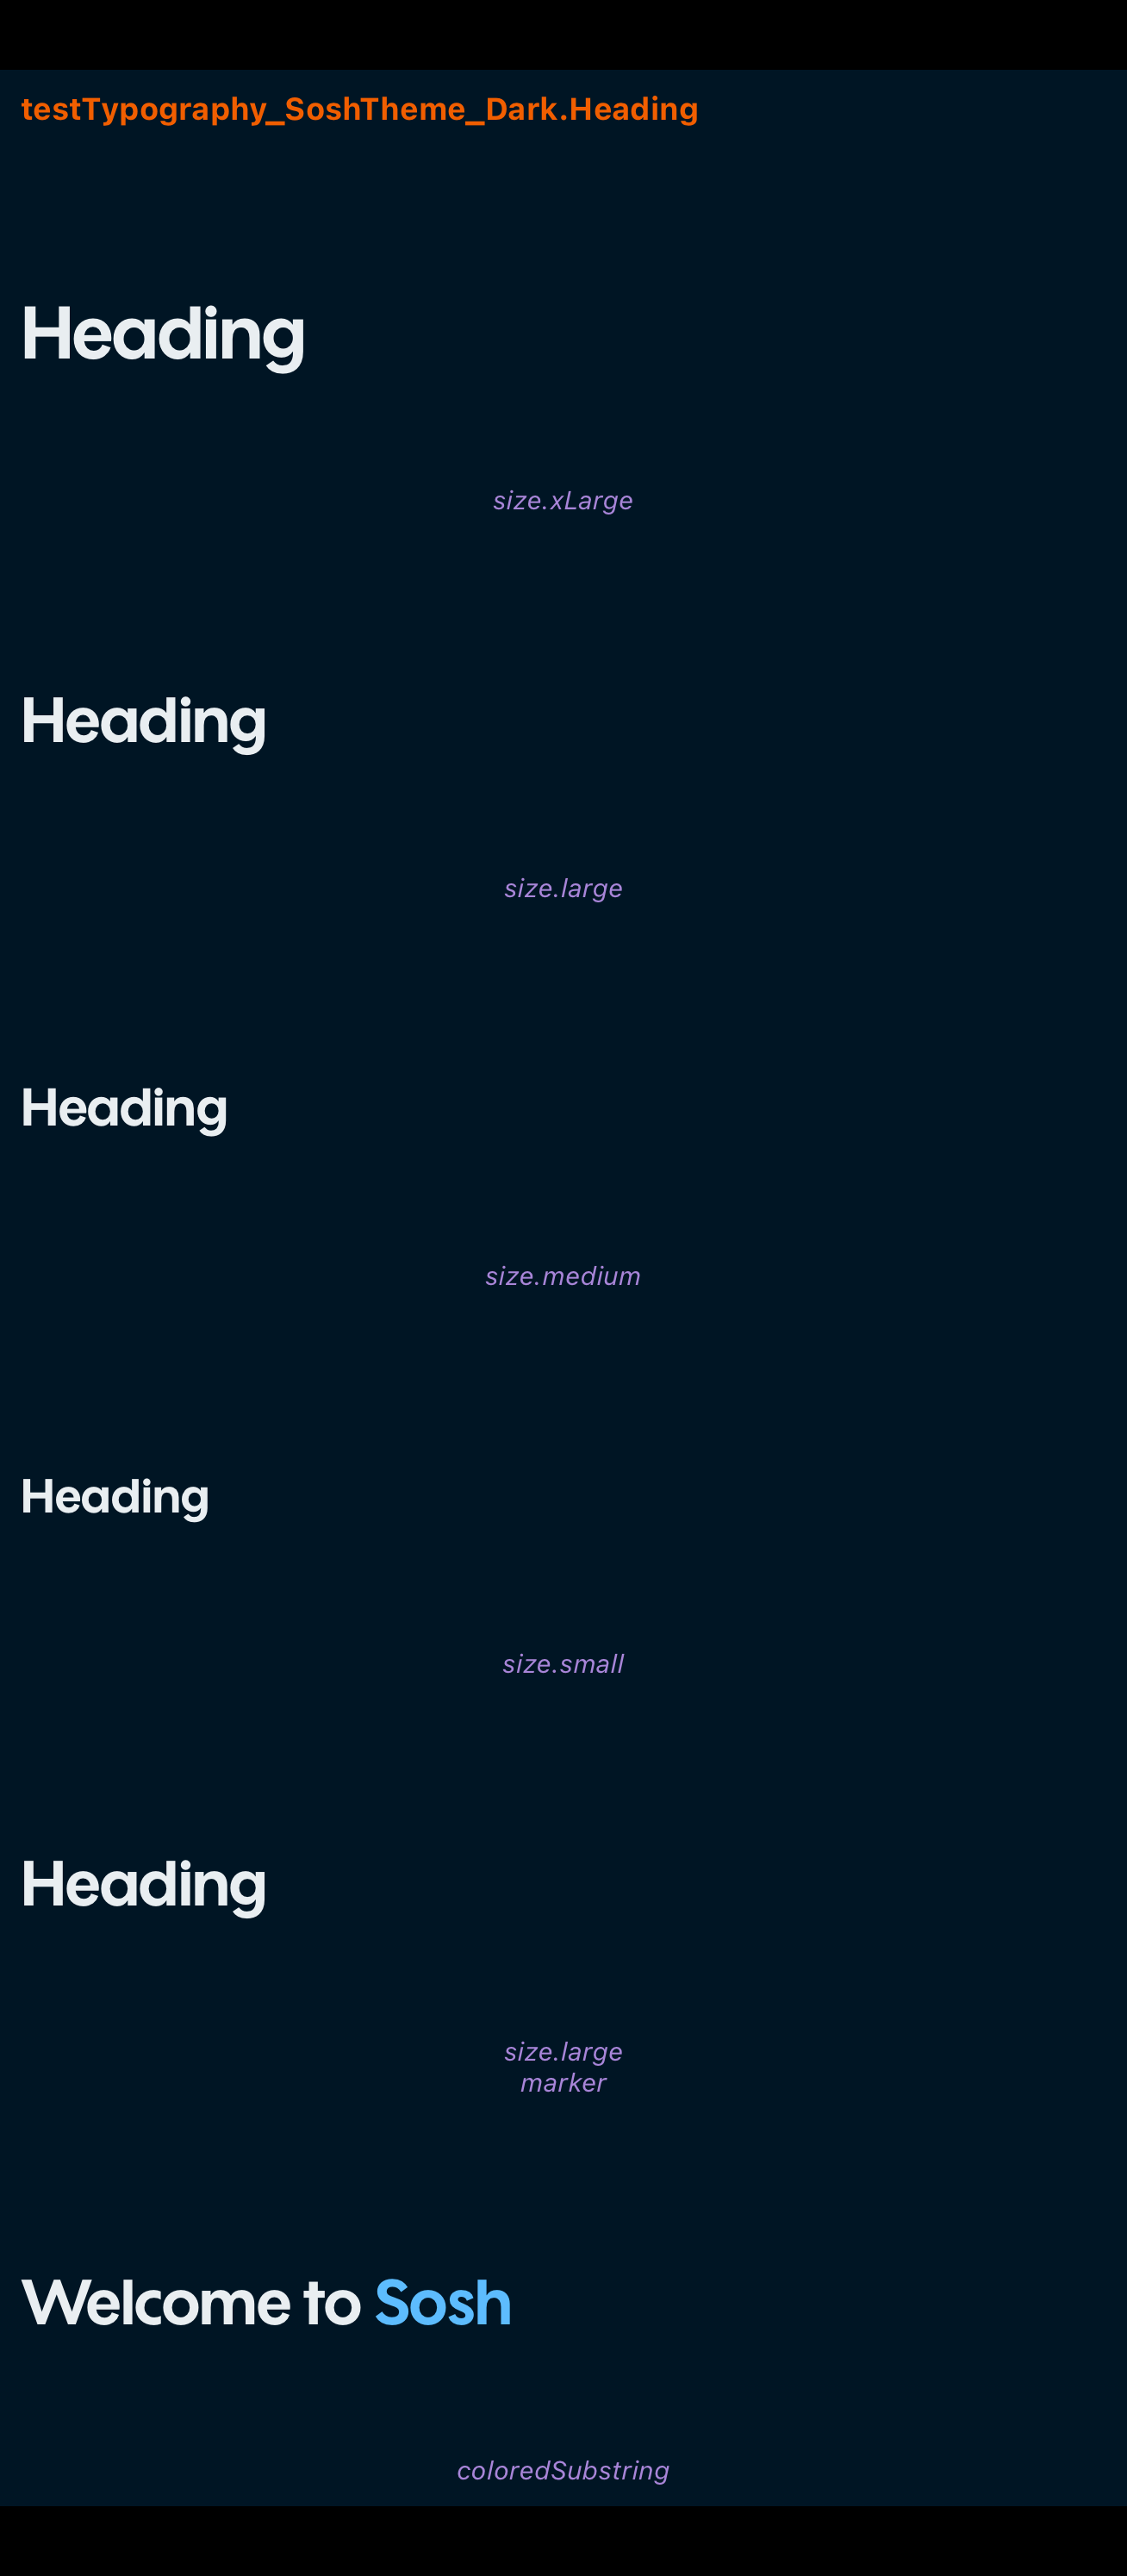 testTypography_SoshTheme_Dark.Heading
Heading
size.xLarge
Heading
size.large
Heading
size.medium
Heading
size.small
Heading
size.large
marker
Welcome to Sosh
coloredSubstring